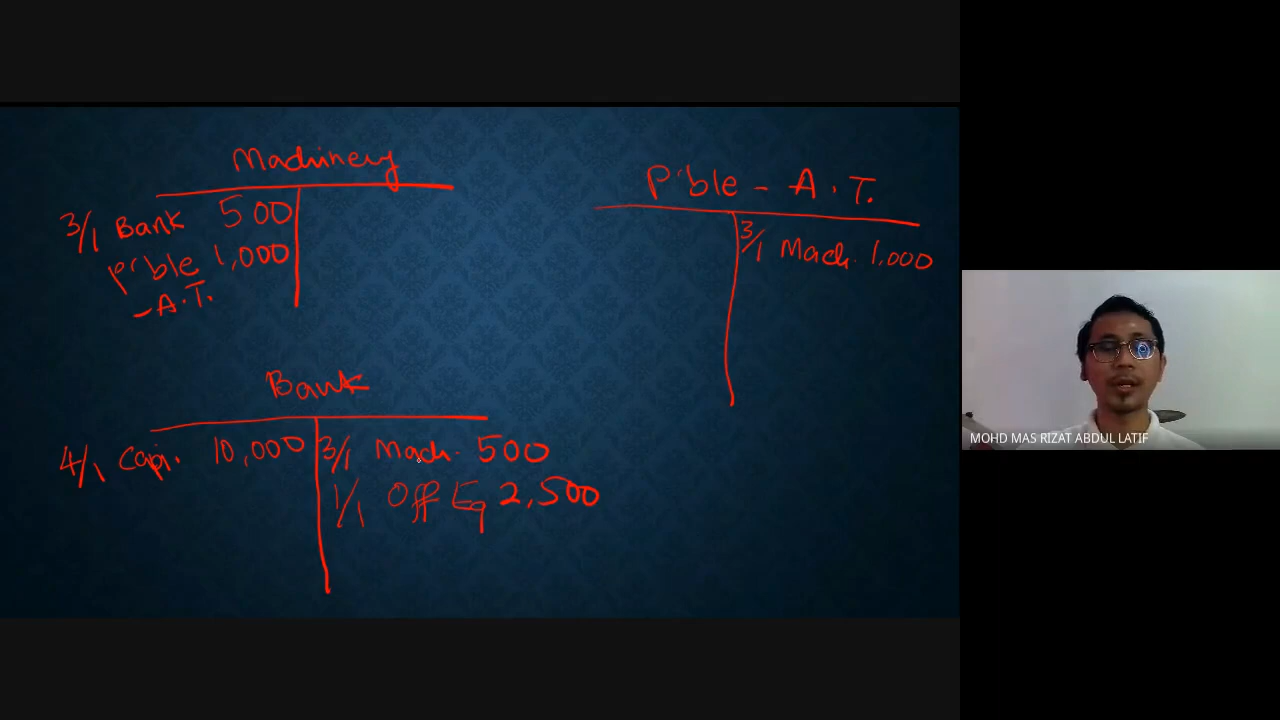 Machinery
3/1 Bank 500
P'ble 1,000
- A.T.
P'ble - A.T.
3/1 Mach. 1,000
Bank
4/1 Capi. 10,000
3/1 Mach. 500
1/1 Off Eq 2,500
MOHD MAS RIZAT ABDUL LATIF